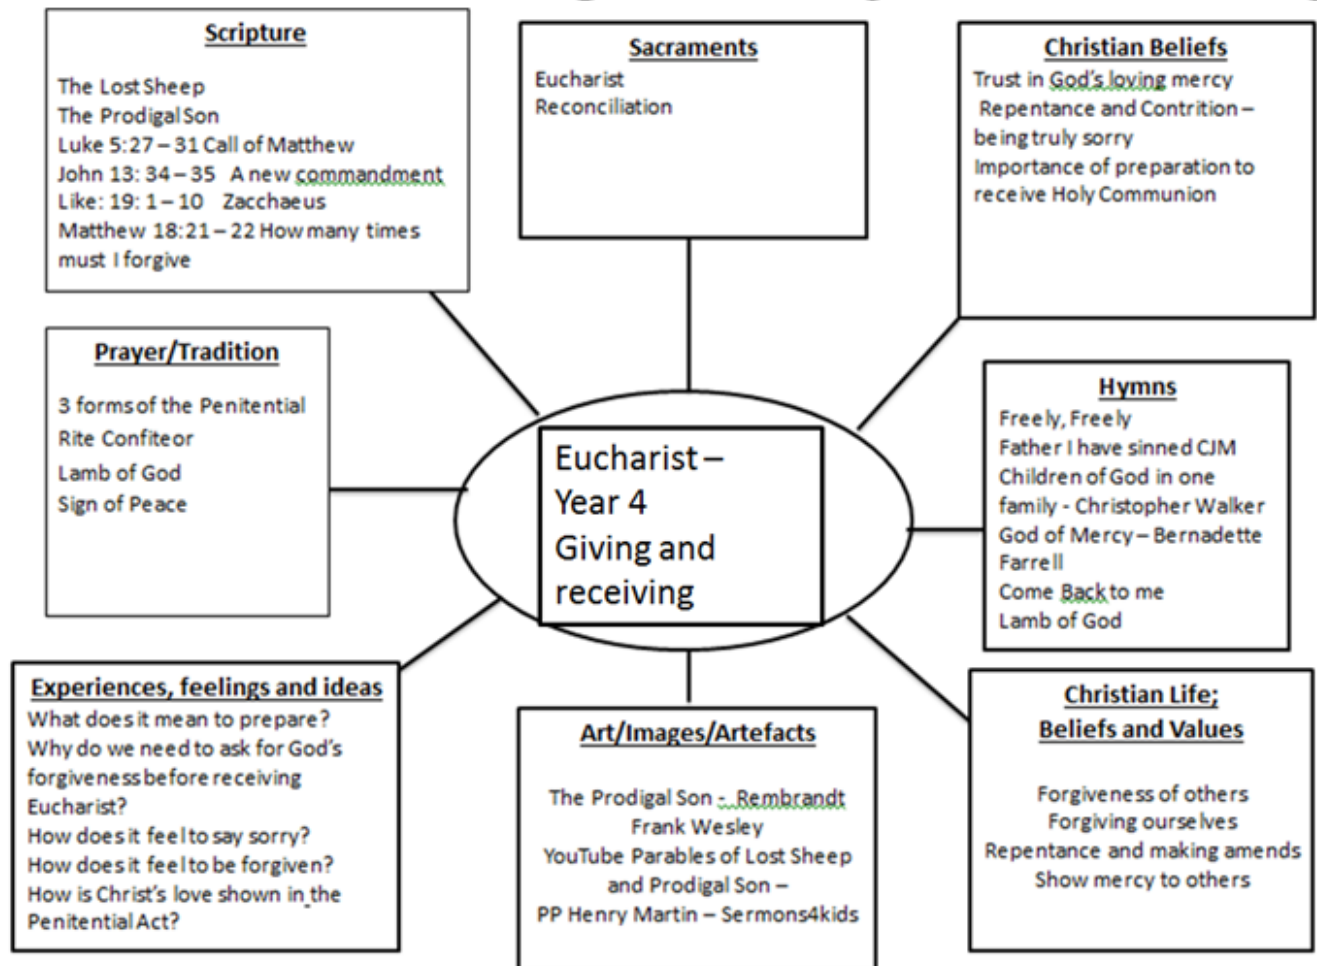 Scripture
The Lost Sheep
The Prodigal Son
Luke 5:27 – 31 Call of Matthew
John 13: 34 – 35 A new commandment
Like: 19: 1 – 10 Zacchaeus
Matthew 18:21 – 22 How many times
must I forgive
Sacraments
Eucharist
Reconciliation
Christian Beliefs
Trust in God's loving mercy
Repentance and Contrition –
being truly sorry
Importance of preparation to
receive Holy Communion
Prayer/Tradition
3 forms of the Penitential
Rite Confiteor
Lamb of God
Sign of Peace
Eucharist –
Year 4
Giving and
receiving
Hymns
Freely, Freely
Father I have sinned CJM
Children of God in one
family - Christopher Walker
God of Mercy – Bernadette
Farrell
Come Back to me
Lamb of God
Experiences, feelings and ideas
What does it mean to prepare?
Why do we need to ask for God's
forgiveness before receiving
Eucharist?
How does it feel to say sorry?
How does it feel to be forgiven?
How is Christ's love shown in the
Penitential Act?
Art/Images/Artefacts
The Prodigal Son - Rembrandt
Frank Wesley
YouTube Parables of Lost Sheep
and Prodigal Son –
PP Henry Martin – Sermons4kids
Christian Life;
Beliefs and Values
Forgiveness of others
Forgiving ourselves
Repentance and making amends
Show mercy to others